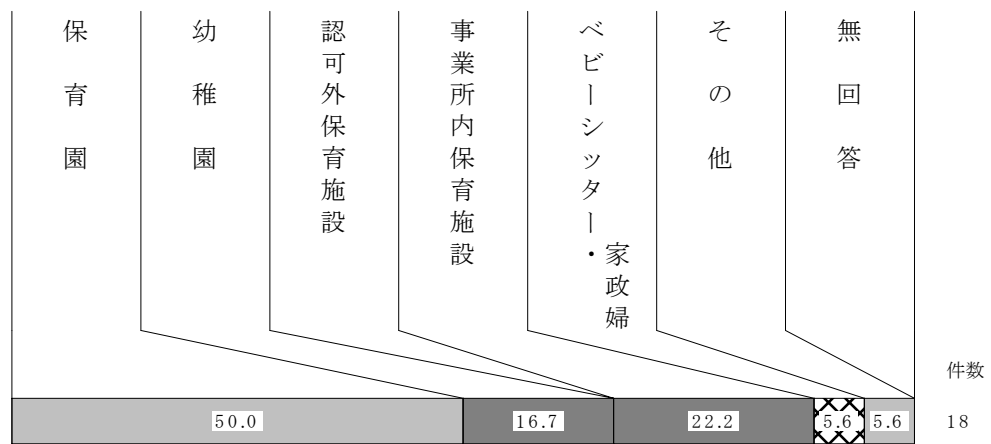 保育園
幼稚園
認可外保育施設
事業所内保育施設
ベビーシッター・
家政婦
その他
無回答
件数
50.0
16.7
22.2
5.6
5.6
18